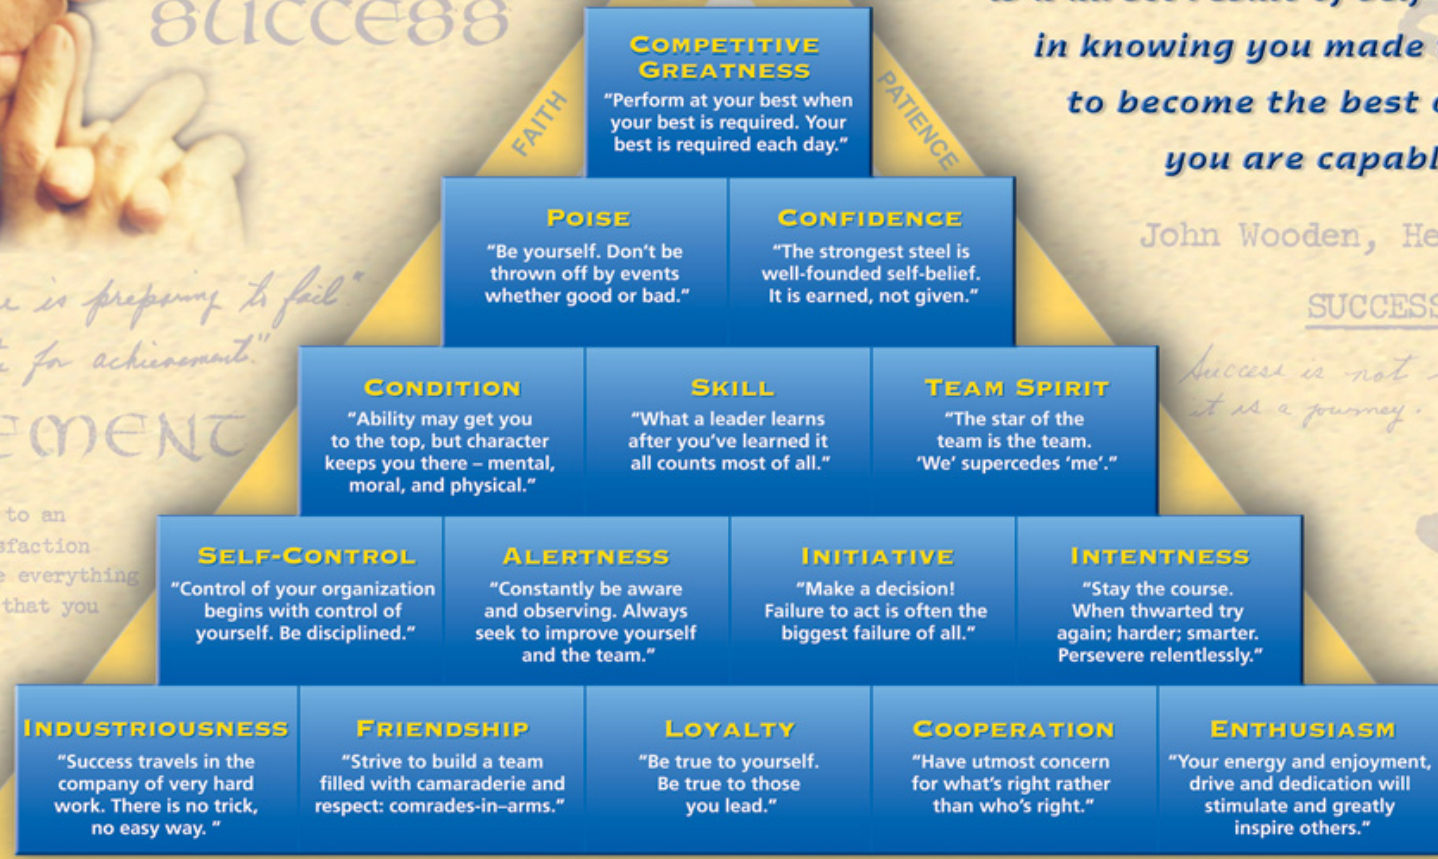 success
is a direct result of self
in knowing you made
to become the best
you are capabl
John Wooden, He
SUCCESS
Success is not
it is a journey.
FAITH
PATIENCE
COMPETITIVE
GREATNESS
"Perform at your best when
your best is required. Your
best is required each day."
POISE
"Be yourself. Don't be
thrown off by events
whether good or bad."
CONFIDENCE
"The strongest steel is
well-founded self-belief.
It is earned, not given."
is preparing to fail."
for achievement."
EMENT
to an
sfaction
everything
that you
CONDITION
"Ability may get you
to the top, but character
keeps you there – mental,
moral, and physical."
SKILL
"What a leader learns
after you've learned it
all counts most of all."
TEAM SPIRIT
"The star of the
team is the team.
'We' supercedes 'me'."
SELF-CONTROL
"Control of your organization
begins with control of
yourself. Be disciplined."
ALERTNESS
"Constantly be aware
and observing. Always
seek to improve yourself
and the team."
INITIATIVE
"Make a decision!
Failure to act is often the
biggest failure of all."
INTENTNESS
"Stay the course.
When thwarted try
again; harder; smarter.
Persevere relentlessly."
INDUSTRIOUSNESS
"Success travels in the
company of very hard
work. There is no trick,
no easy way. "
FRIENDSHIP
"Strive to build a team
filled with camaraderie and
respect: comrades-in–arms."
LOYALTY
"Be true to yourself.
Be true to those
you lead."
COOPERATION
"Have utmost concern
for what's right rather
than who's right."
ENTHUSIASM
"Your energy and enjoyment,
drive and dedication will
stimulate and greatly
inspire others."